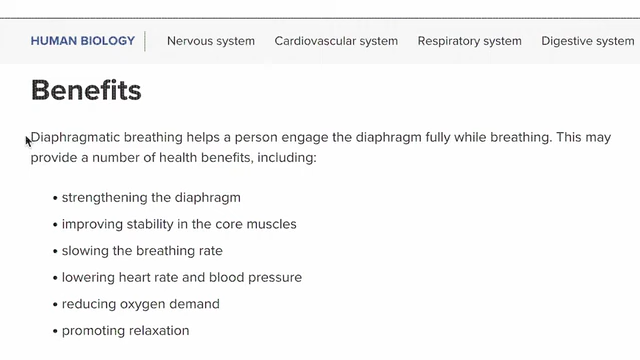 HUMAN BIOLOGY Nervous system Cardiovascular system Respiratory system Digestive system
Benefits
Diaphragmatic breathing helps a person engage the diaphragm fully while breathing. This may
provide a number of health benefits, including:
• strengthening the diaphragm
• improving stability in the core muscles
• slowing the breathing rate
• lowering heart rate and blood pressure
• reducing oxygen demand
• promoting relaxation